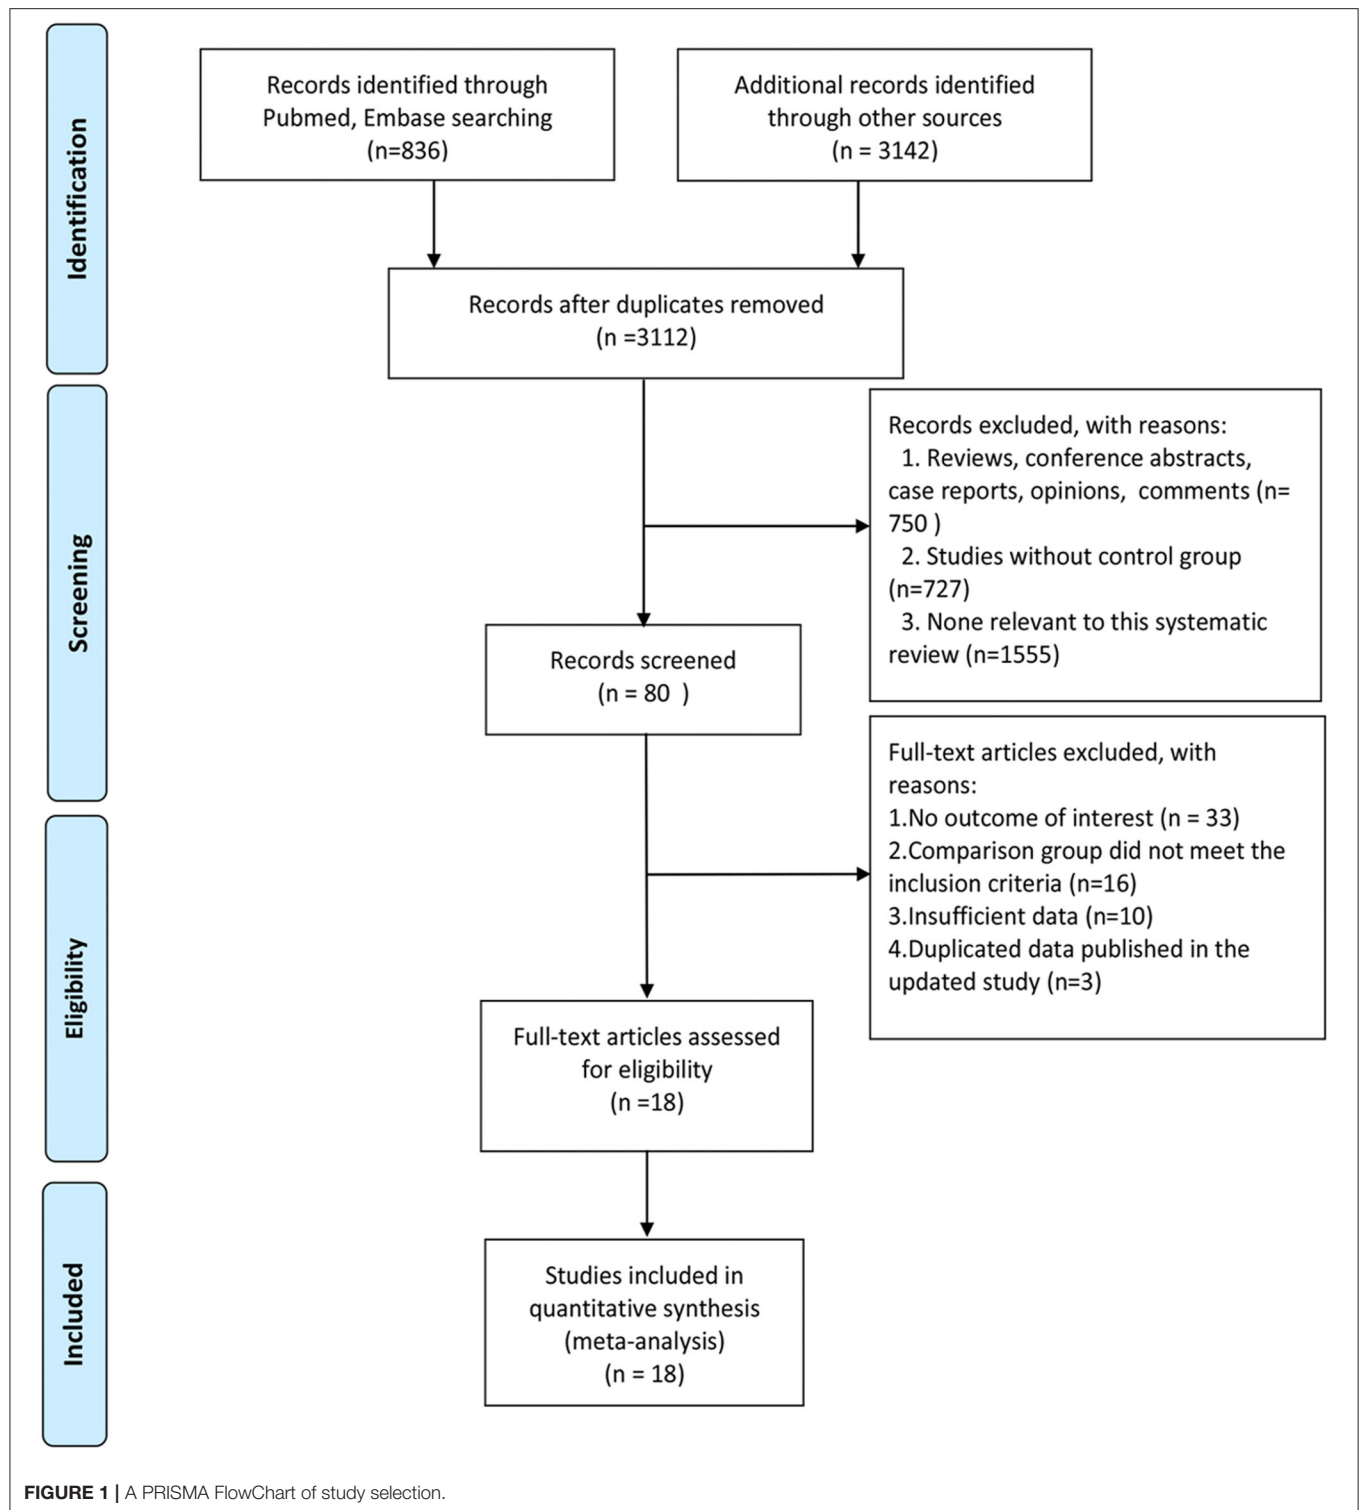 Identification
Records identified through
Pubmed, Embase searching
(n=836)
Additional records identified
through other sources
(n = 3142)
Records after duplicates removed
(n =3112)
Screening
Records excluded, with reasons:
1. Reviews, conference abstracts,
case reports, opinions, comments (n=
750 )
2. Studies without control group
(n=727)
3. None relevant to this systematic
review (n=1555)
Records screened
(n = 80 )
Full-text articles excluded, with
reasons:
1.No outcome of interest (n = 33)
2.Comparison group did not meet the
inclusion criteria (n=16)
3.Insufficient data (n=10)
4.Duplicated data published in the
updated study (n=3)
Eligibility
Full-text articles assessed
for eligibility
(n =18)
Included
Studies included in
quantitative synthesis
(meta-analysis)
(n = 18)
FIGURE 1 | A PRISMA FlowChart of study selection.